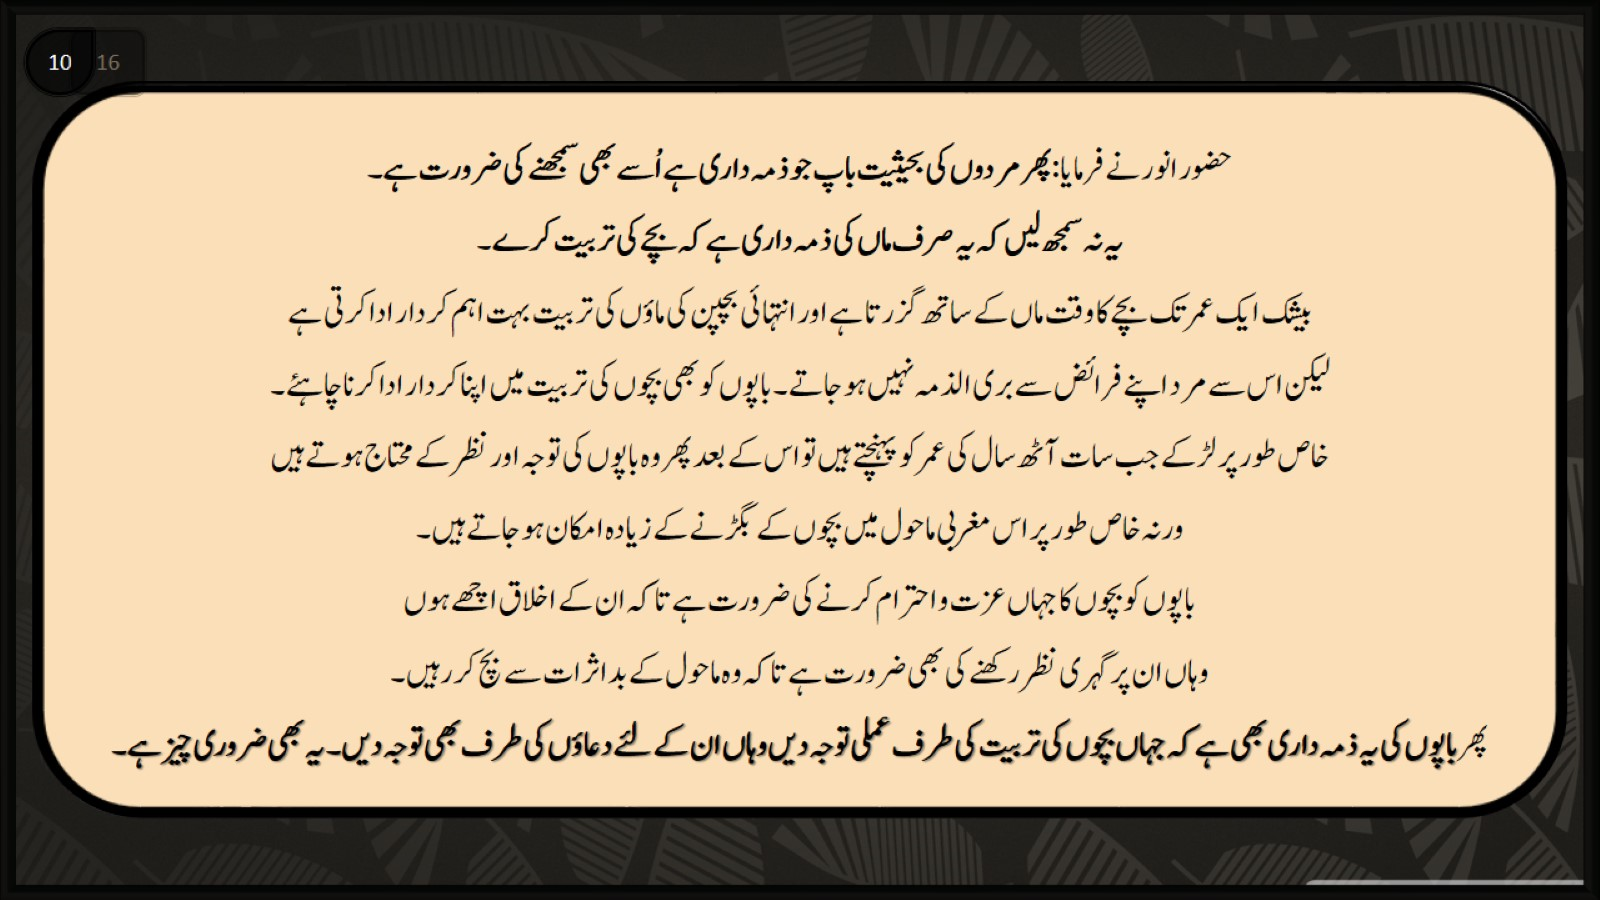 10 16
حضور انور نے فرمایا: پھر مردوں کی بحیثیت باپ جو ذمہ داری ہے اُسے بھی سمجھنے کی ضرورت ہے۔
یہ نہ سمجھ لیں کہ یہ صرف ماں کی ذمہ داری ہے کہ بچے کی تربیت کرے۔
بیشک ایک عمر تک بچے کا وقت ماں کے ساتھ گزرتا ہے اور انتہائی بچپن کی ماؤں کی تربیت بہت اہم کردار ادا کرتی ہے
لیکن اس سے مرد اپنے فرائض سے بری الذمہ نہیں ہو جاتے۔ باپوں کو بھی بچوں کی تربیت میں اپنا کردار ادا کرنا چاہئے۔
خاص طور پر لڑکے جب سات آٹھ سال کی عمر کو پہنچتے ہیں تو اس کے بعد پھر وہ باپوں کی توجہ اور نظر کے محتاج ہوتے ہیں
ورنہ خاص طور پر اس مغربی ماحول میں بچوں کے بگڑنے کے زیادہ امکان ہو جاتے ہیں۔
باپوں کو بچوں کا جہاں عزت و احترام کرنے کی ضرورت ہے تا کہ ان کے اخلاق اچھے ہوں
وہاں ان پر گہری نظر رکھنے کی بھی ضرورت ہے تا کہ وہ ماحول کے بد اثرات سے بچ کر رہیں۔
پھر باپوں کی یہ ذمہ داری بھی ہے کہ جہاں بچوں کی تربیت کی طرف عملی توجہ دیں وہاں ان کے لئے دعاؤں کی طرف بھی توجہ دیں۔ یہ بھی ضروری چیز ہے۔